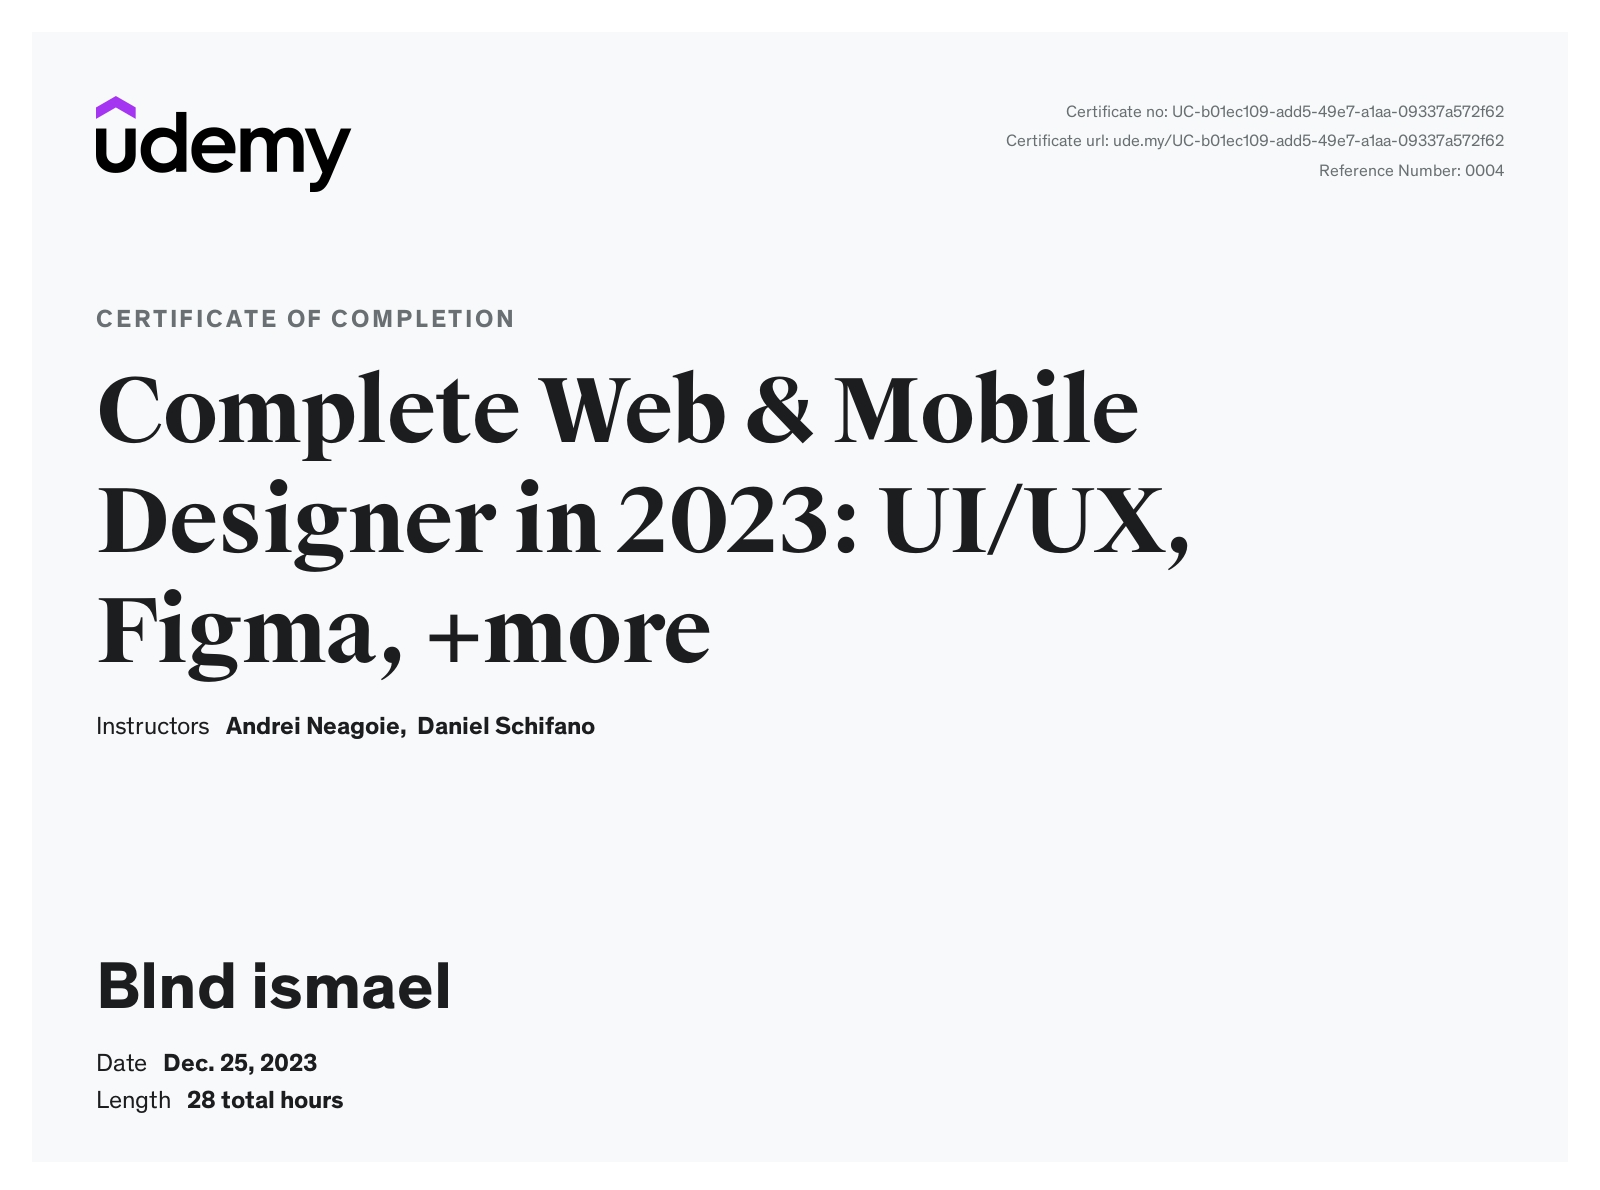 udemy
Certificate no: UC-b01ec109-add5-49e7-a1aa-09337a572f62
Certificate url: ude.my/UC-b01ec109-add5-49e7-a1aa-09337a572f62
Reference Number: 0004
CERTIFICATE OF COMPLETION
Complete Web & Mobile
Designer in 2023: UI/UX,
Figma, +more
Instructors Andrei Neagoie, Daniel Schifano
Blnd ismael
Date Dec. 25, 2023
Length 28 total hours